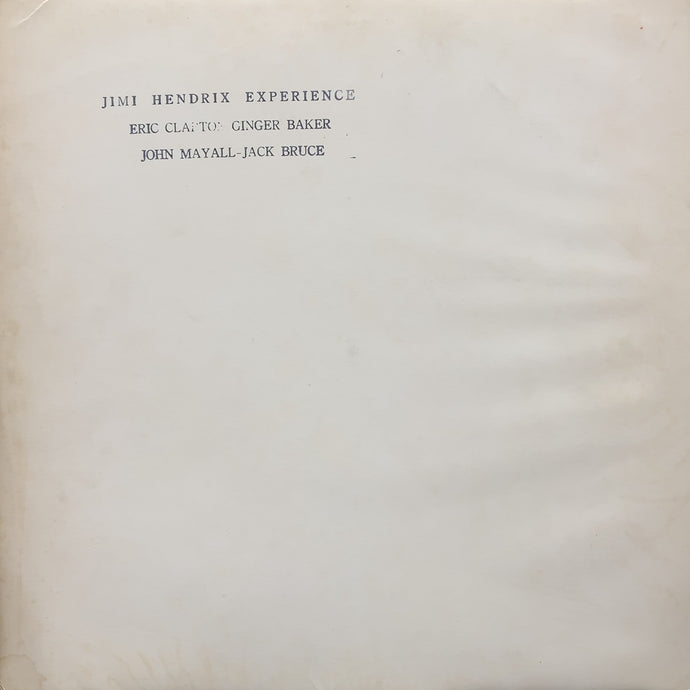 JIMI HENDRIX EXPERIENCE
ERIC CLAPTON GINGER BAKER
JOHN MAYALL-JACK BRUCE